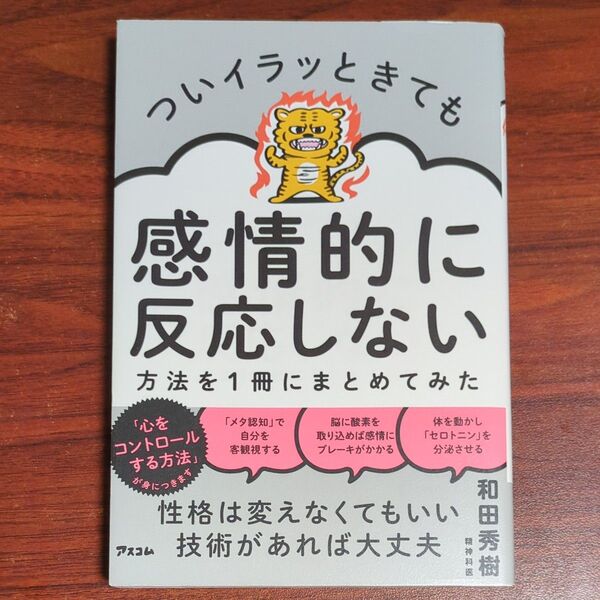 ついイラッときても
感情的に
反応しない
方法を1冊にまとめてみた
「心を
コントロール
する方法」
が身につきます
「メタ認知」で
自分を
客観視する
脳に酸素を
取り込めば感情に
ブレーキがかかる
体を動かし
「セロトニン」を
分泌させる
性格は変えなくてもいい
技術があれば大丈夫
和田秀樹
精神科医
アスコム